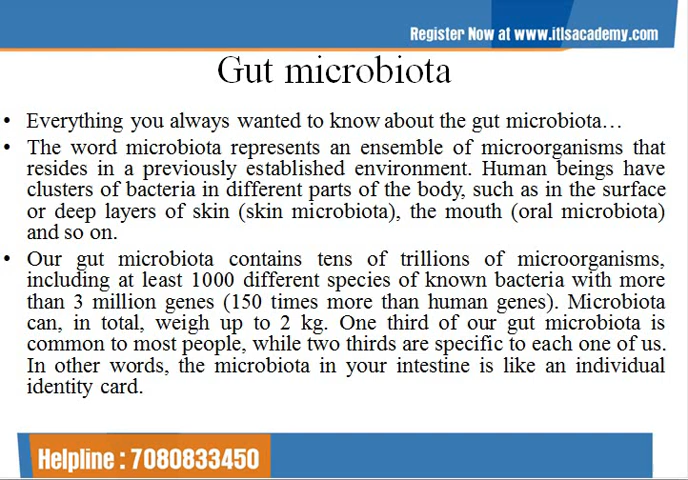 Register Now at www.itlsacademy.com
Gut microbiota
• Everything you always wanted to know about the gut microbiota…
• The word microbiota represents an ensemble of microorganisms that
resides in a previously established environment. Human beings have
clusters of bacteria in different parts of the body, such as in the surface
or deep layers of skin (skin microbiota), the mouth (oral microbiota)
and so on.
• Our gut microbiota contains tens of trillions of microorganisms,
including at least 1000 different species of known bacteria with more
than 3 million genes (150 times more than human genes). Microbiota
can, in total, weigh up to 2 kg. One third of our gut microbiota is
common to most people, while two thirds are specific to each one of us.
In other words, the microbiota in your intestine is like an individual
identity card.
Helpline : 7080833450